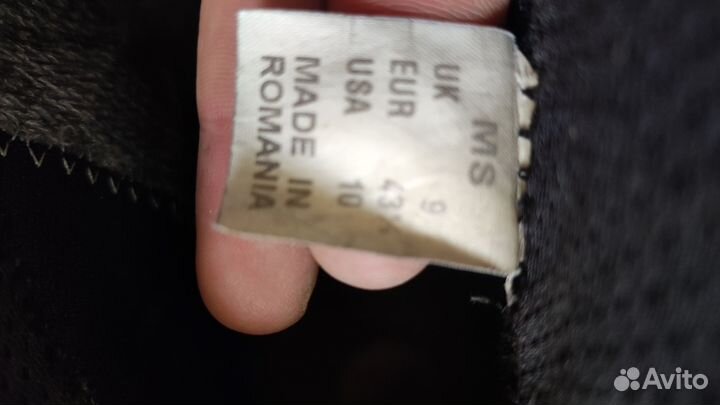 MS
UK 9
EUR 43
USA 10
MADE IN
ROMANIA
Avito